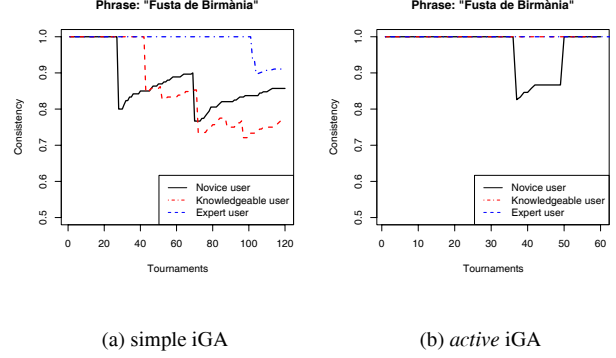 Phrase: "Fusta de Birmània"
Consistency
1.0
0.9
0.8
0.7
0.6
0.5
Novice user
Knowledgeable user
Expert user
0 20 40 60 80 100 120
Tournaments
(a) simple iGA
Phrase: "Fusta de Birmània"
Consistency
1.0
0.9
0.8
0.7
0.6
0.5
Novice user
Knowledgeable user
Expert user
0 10 20 30 40 50 60
Tournaments
(b) active iGA